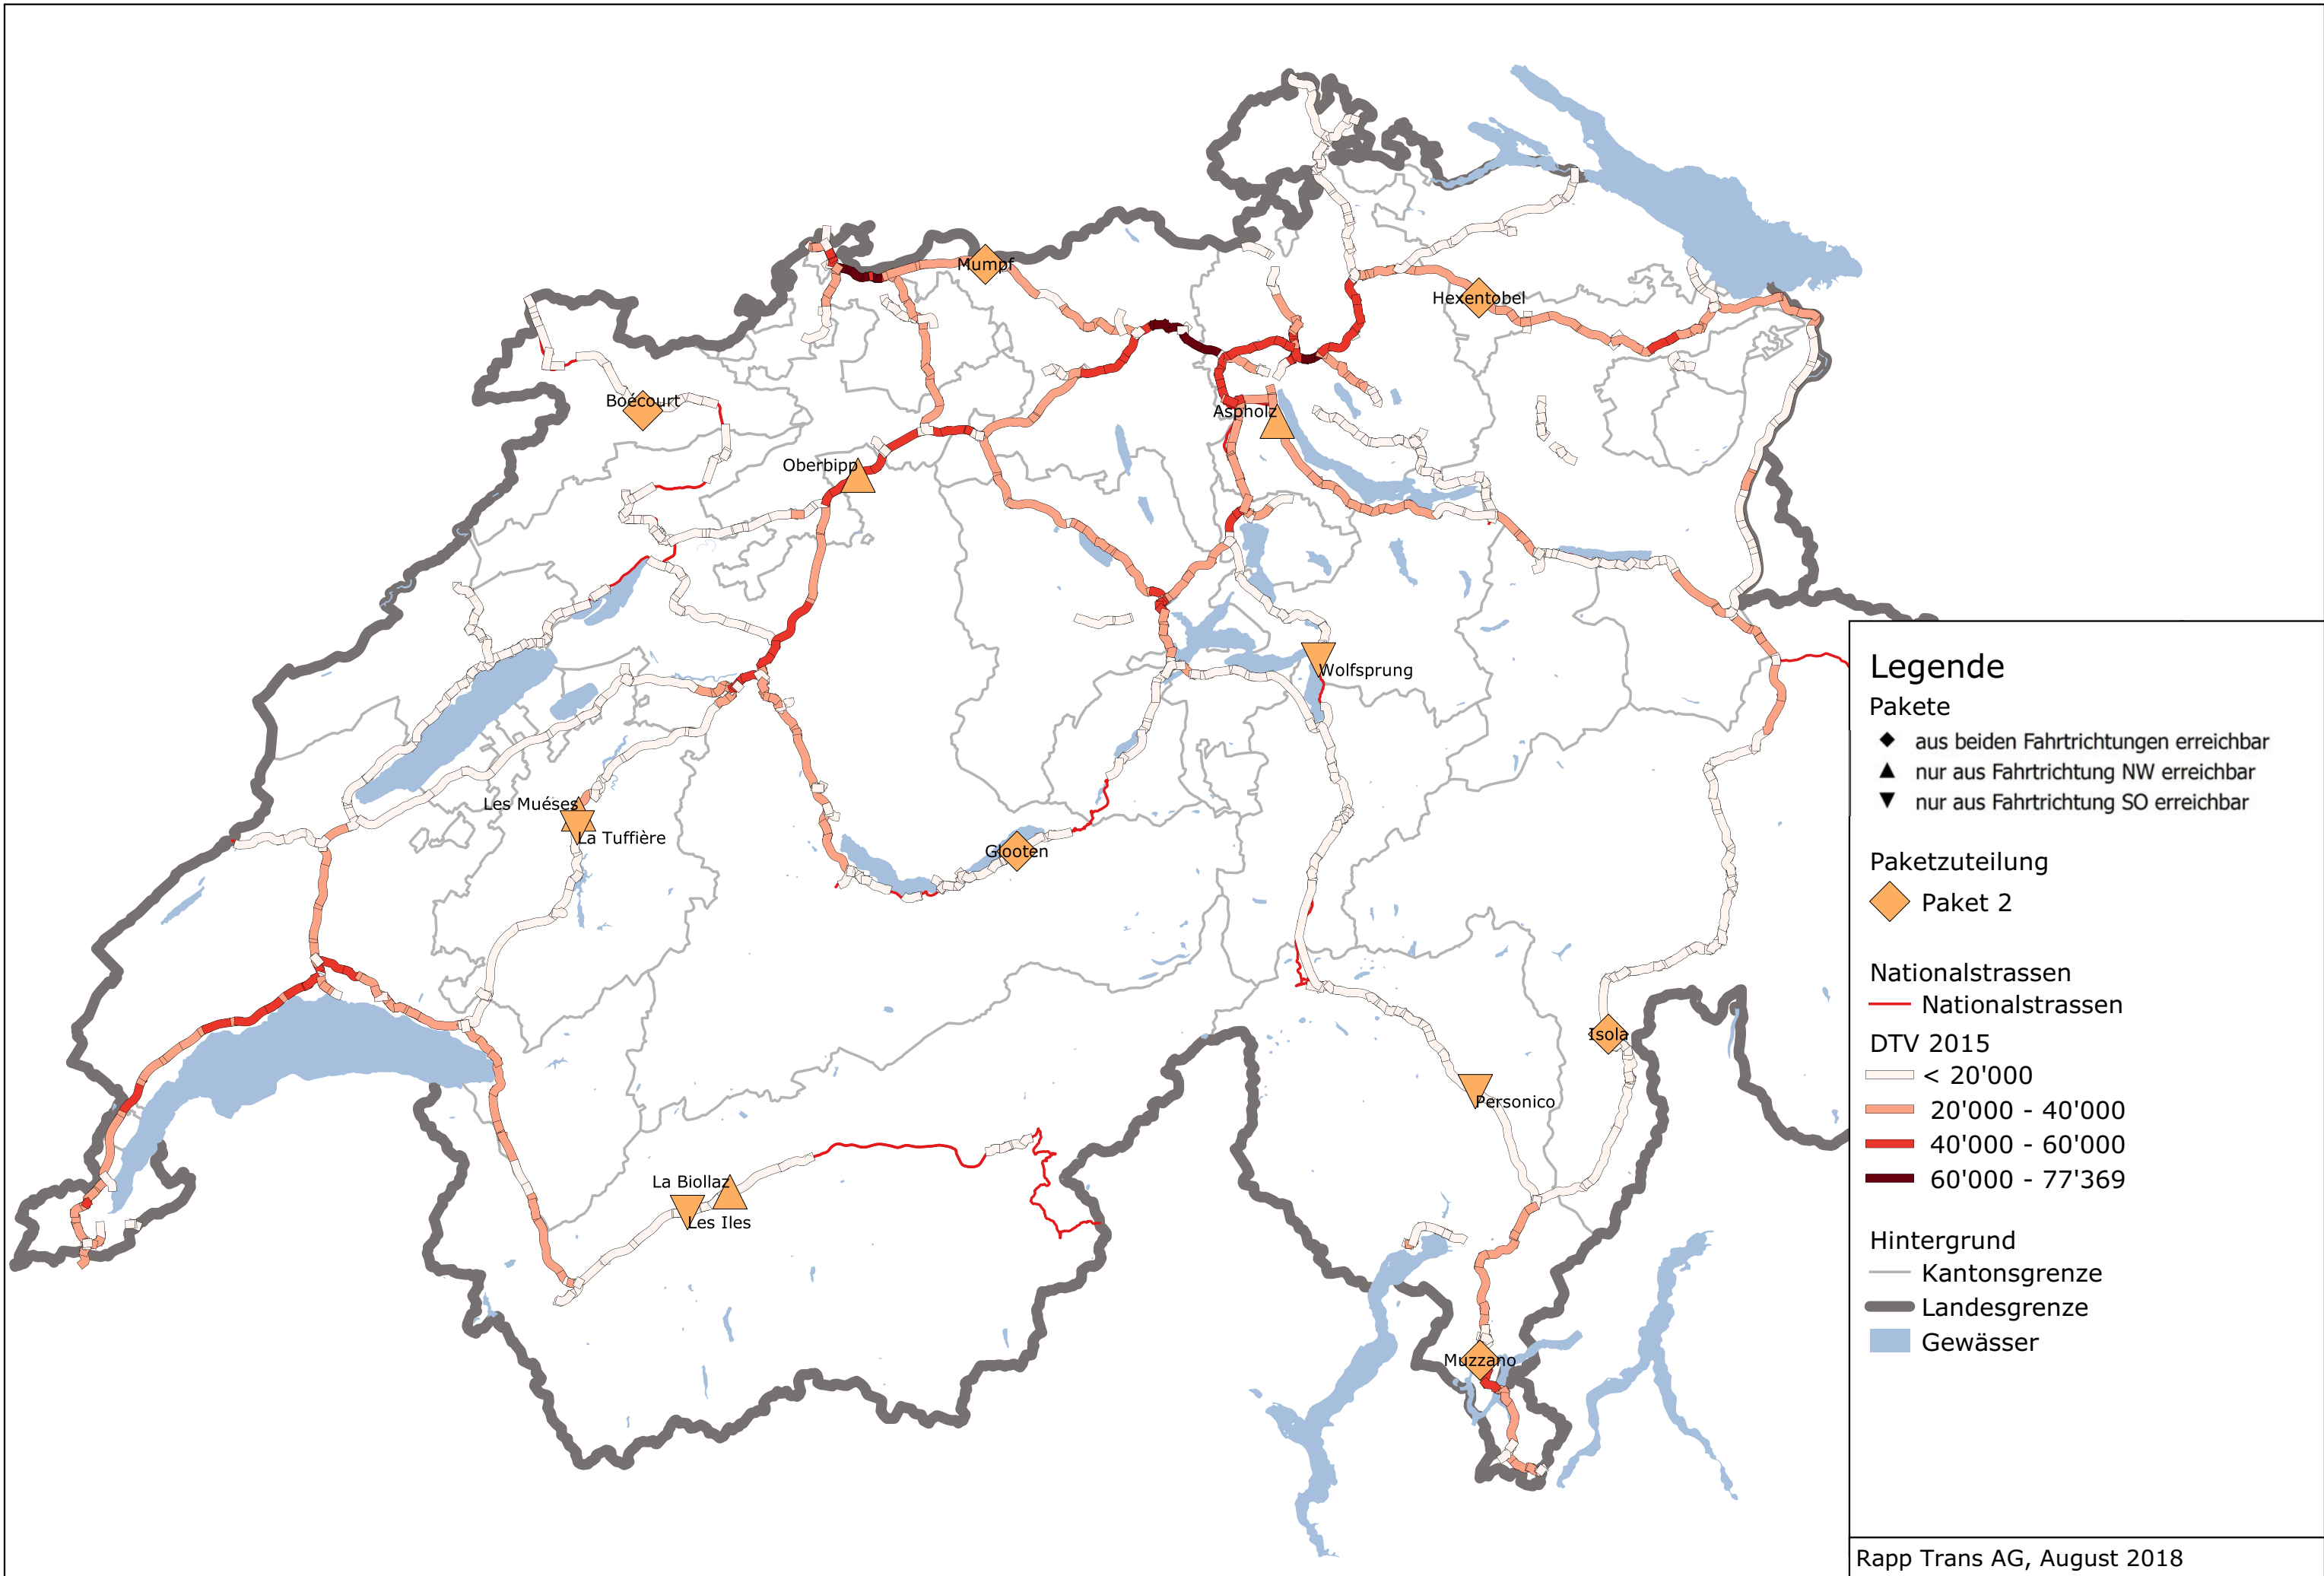 Mumpf
Hexentobel
Boécourt
Aspholz
Oberbipp
Wolfsprung
Les Muéses
La Tuffière
Glooten
Isola
Personico
La Biollaz
Les Iles
Muzzano
Legende
Pakete
aus beiden Fahrtrichtungen erreichbar
nur aus Fahrtrichtung NW erreichbar
nur aus Fahrtrichtung SO erreichbar
Paketzuteilung
Paket 2
Nationalstrassen
Nationalstrassen
DTV 2015
< 20'000
20'000 - 40'000
40'000 - 60'000
60'000 - 77'369
Hintergrund
Kantonsgrenze
Landesgrenze
Gewässer
Rapp Trans AG, August 2018